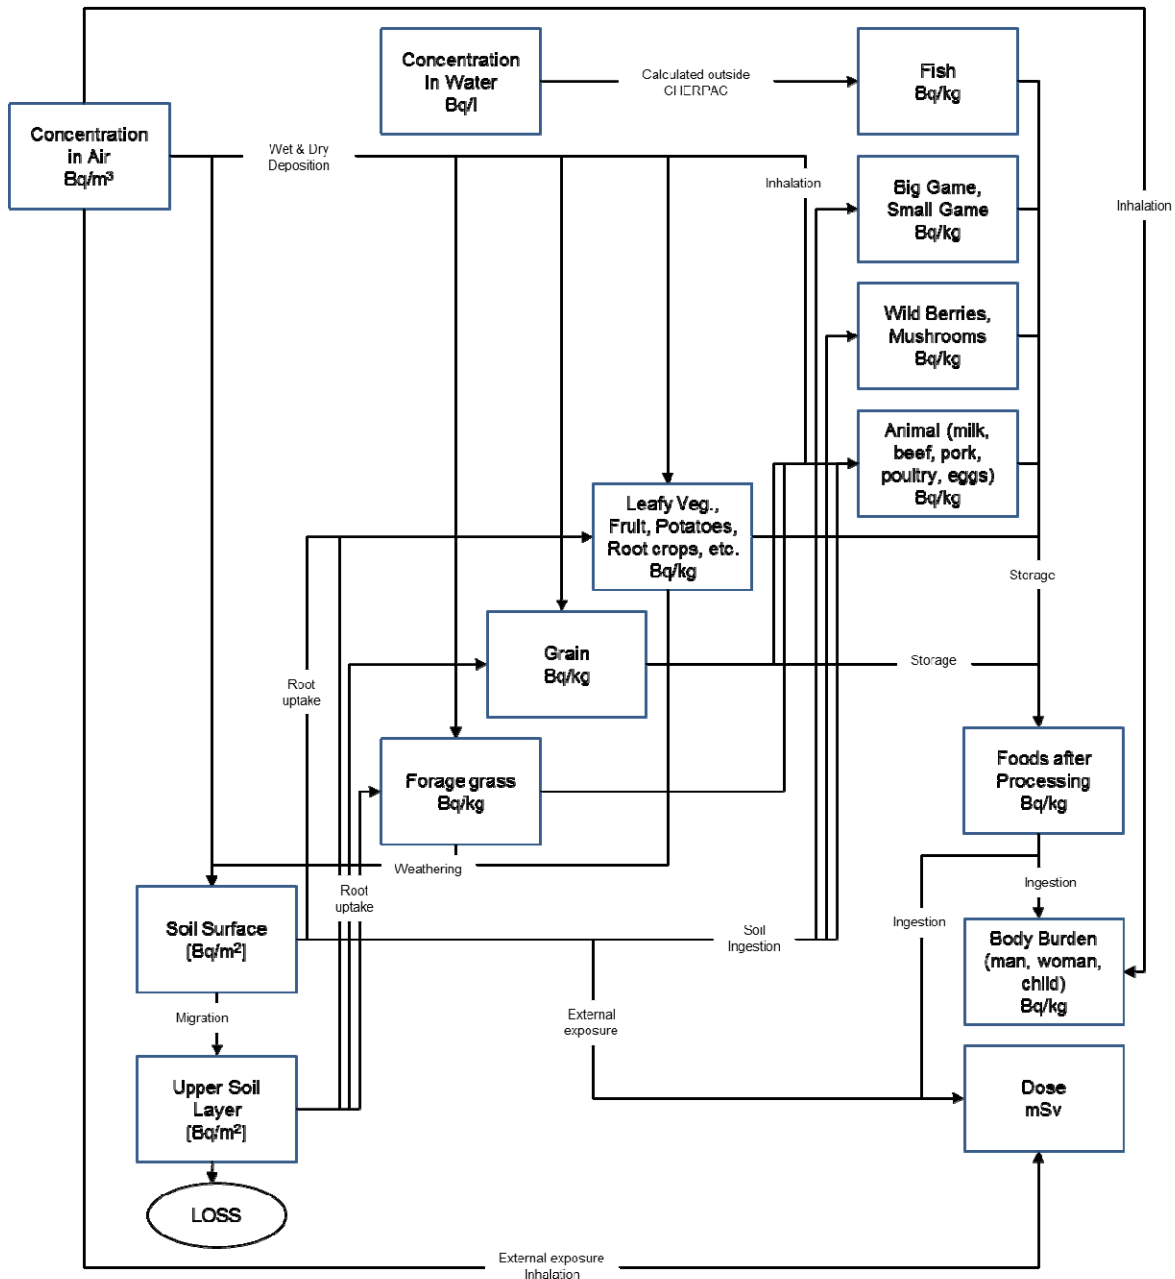 Concentration
In Water
Bq/l
Calculated outside
CHERPAC
Fish
Bq/kg
Concentration
in Air
Bq/m³
Wet & Dry
Deposition
Inhalation
Big Game,
Small Game
Bq/kg
Inhalation
Wild Berries,
Mushrooms
Bq/kg
Animal (milk,
beef, pork,
poultry, eggs)
Bq/kg
Leafy Veg.,
Fruit, Potatoes,
Root crops, etc.
Bq/kg
Storage
Grain
Bq/kg
Storage
Root
uptake
Forage grass
Bq/kg
Foods after
Processing
Bq/kg
Weathering
Root
uptake
Ingestion
Ingestion
Soil Surface
[Bq/m²]
Soil
Ingestion
Body Burden
(man, woman,
child)
Bq/kg
Migration
External
exposure
Upper Soil
Layer
[Bq/m²]
Dose
mSv
LOSS
External exposure
Inhalation